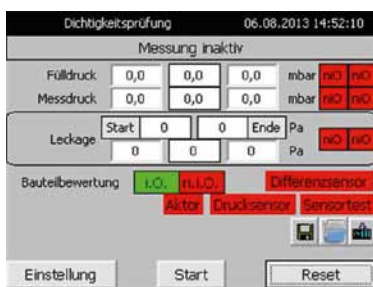 Dichtigkeitsprüfung 06.08.2013 14:52:10
Messung inaktiv
Fülldruck 0,0 0,0 0,0 mbar niO niO
Messdruck 0,0 0,0 0,0 mbar niO niO
Start 0 0 Ende Pa
Leckage niO niO
0 0 0 Pa
Bauteilbewertung i.O. n.i.O. Differenzsensor
Aktor Drucksensor Sensortest
Einstellung Start Reset